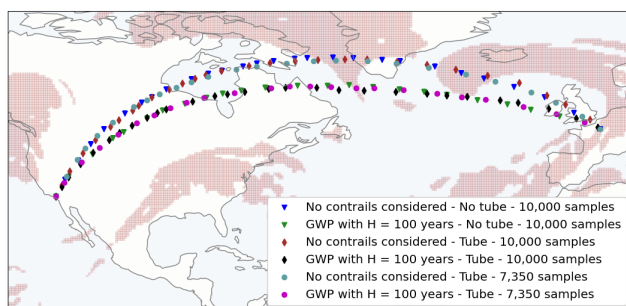 No contrails considered - No tube - 10,000 samples
GWP with H = 100 years - No tube - 10,000 samples
No contrails considered - Tube - 10,000 samples
GWP with H = 100 years - Tube - 10,000 samples
No contrails considered - Tube - 7,350 samples
GWP with H = 100 years - Tube - 7,350 samples